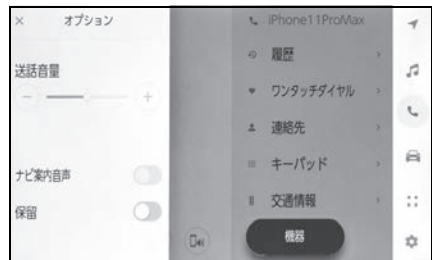 × オプション
送話音量
− +
ナビ案内音声
保留
iPhone11ProMax
履歴
ワンタッチダイヤル
連絡先
キーパッド
交通情報
機器